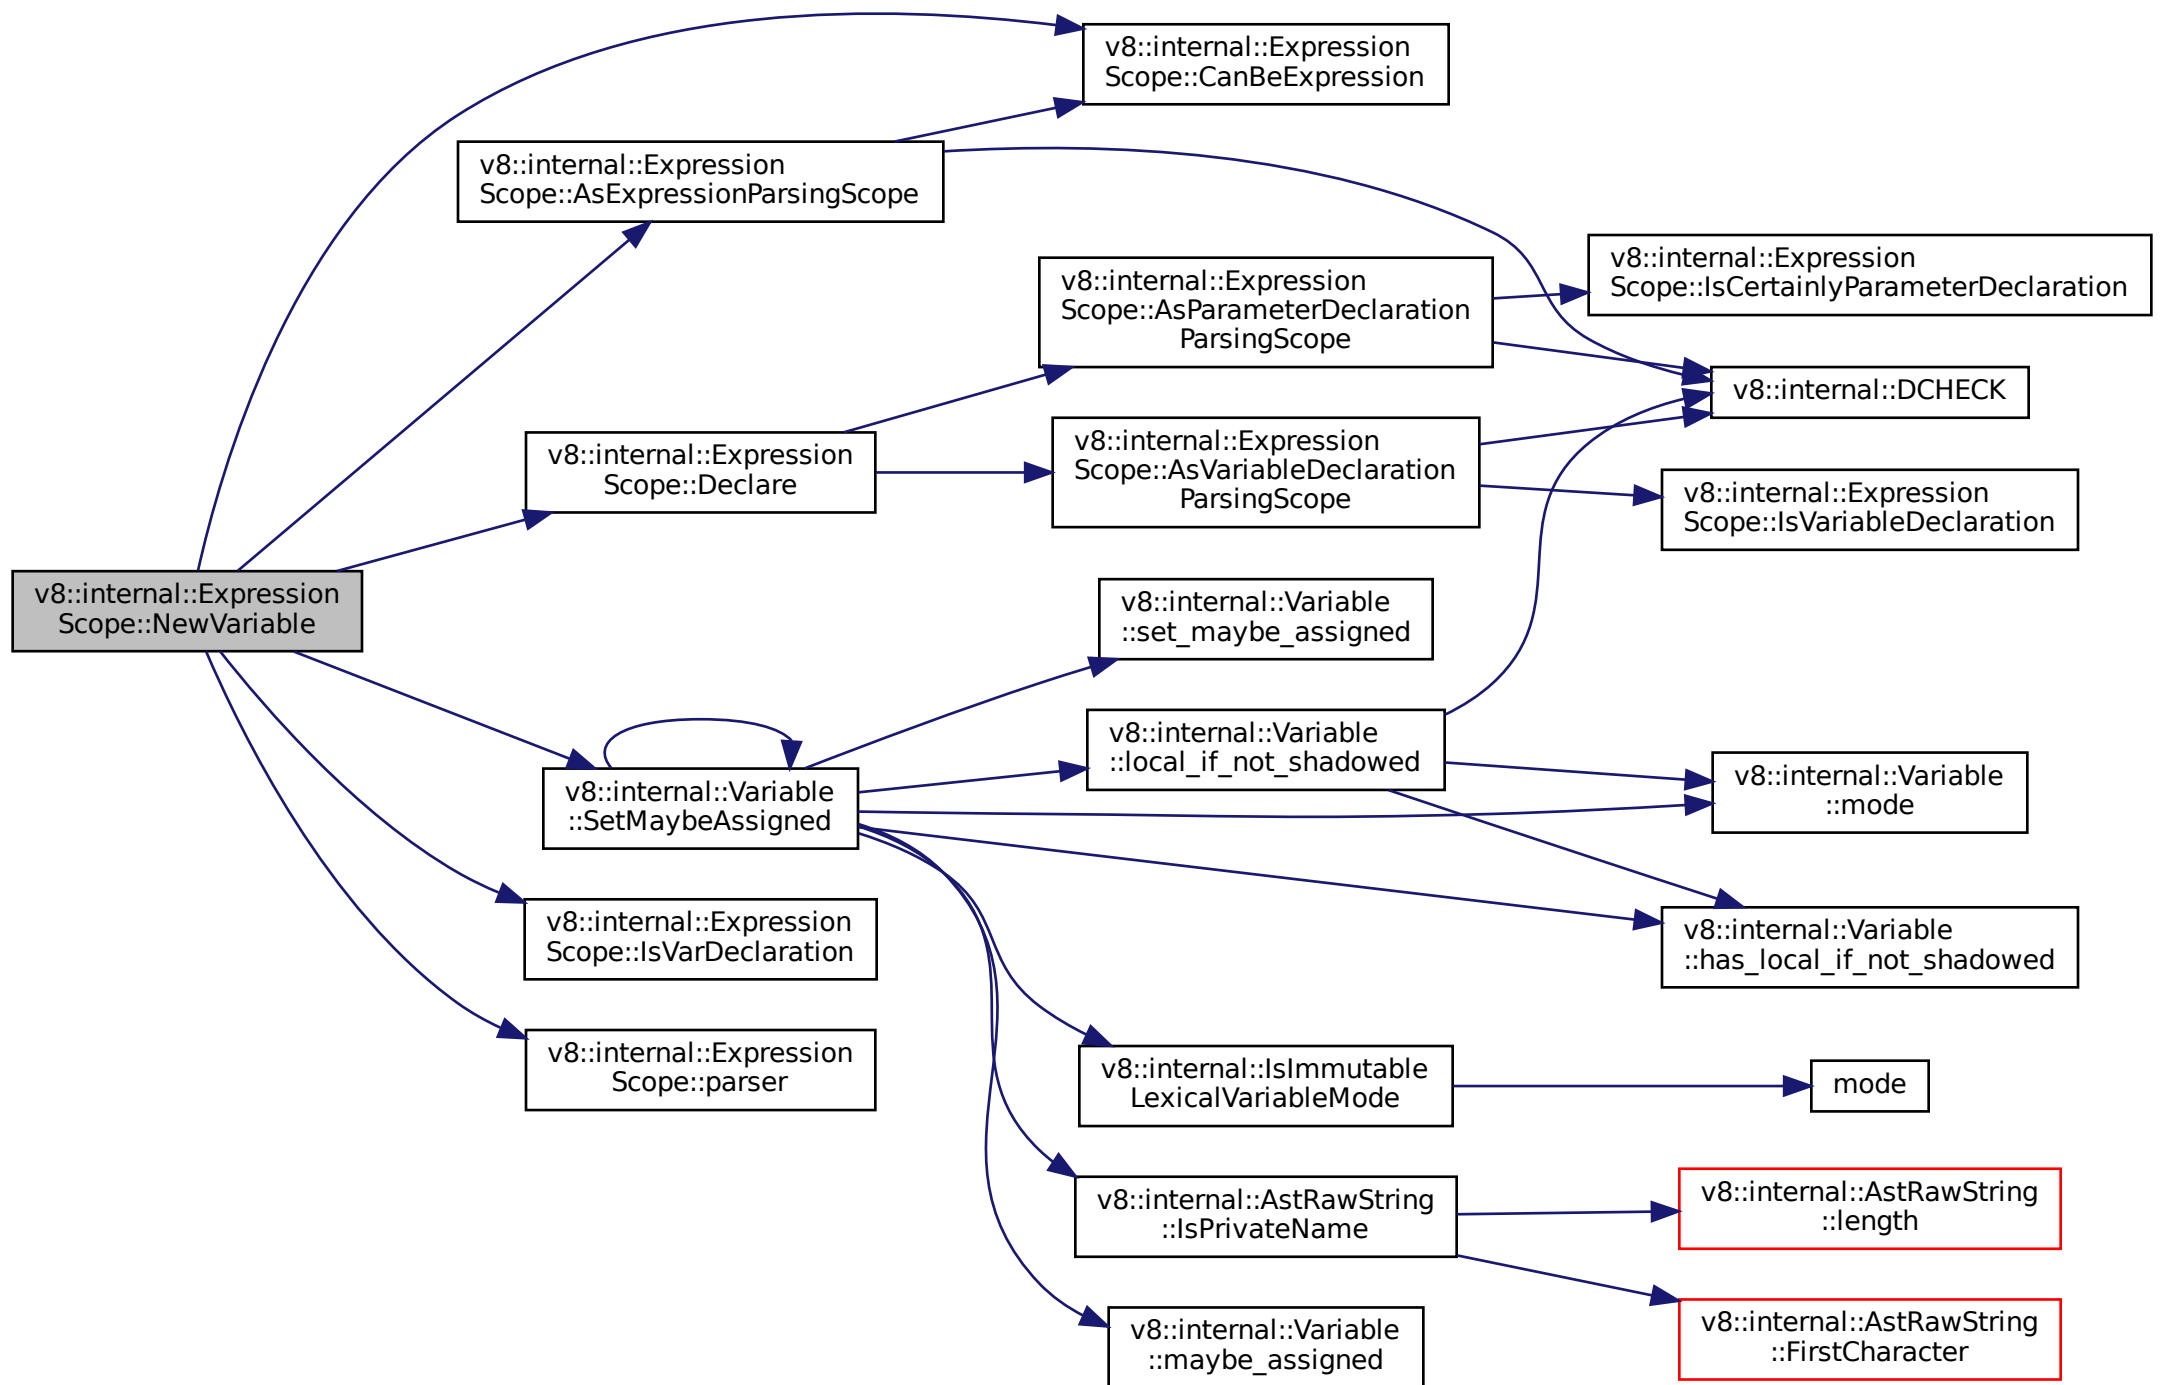 v8::internal::Expression
Scope::CanBeExpression
v8::internal::Expression
Scope::AsExpressionParsingScope
v8::internal::Expression
Scope::IsCertainlyParameterDeclaration
v8::internal::Expression
Scope::AsParameterDeclaration
ParsingScope
v8::internal::DCHECK
v8::internal::Expression
Scope::Declare
v8::internal::Expression
Scope::AsVariableDeclaration
ParsingScope
v8::internal::Expression
Scope::IsVariableDeclaration
v8::internal::Expression
Scope::NewVariable
v8::internal::Variable
::set_maybe_assigned
v8::internal::Variable
::local_if_not_shadowed
v8::internal::Variable
::mode
v8::internal::Variable
::SetMaybeAssigned
v8::internal::Expression
Scope::IsVarDeclaration
v8::internal::Variable
::has_local_if_not_shadowed
v8::internal::Expression
Scope::parser
v8::internal::IsImmutable
LexicalVariableMode
mode
v8::internal::AstRawString
::IsPrivateName
v8::internal::AstRawString
::length
v8::internal::Variable
::maybe_assigned
v8::internal::AstRawString
::FirstCharacter